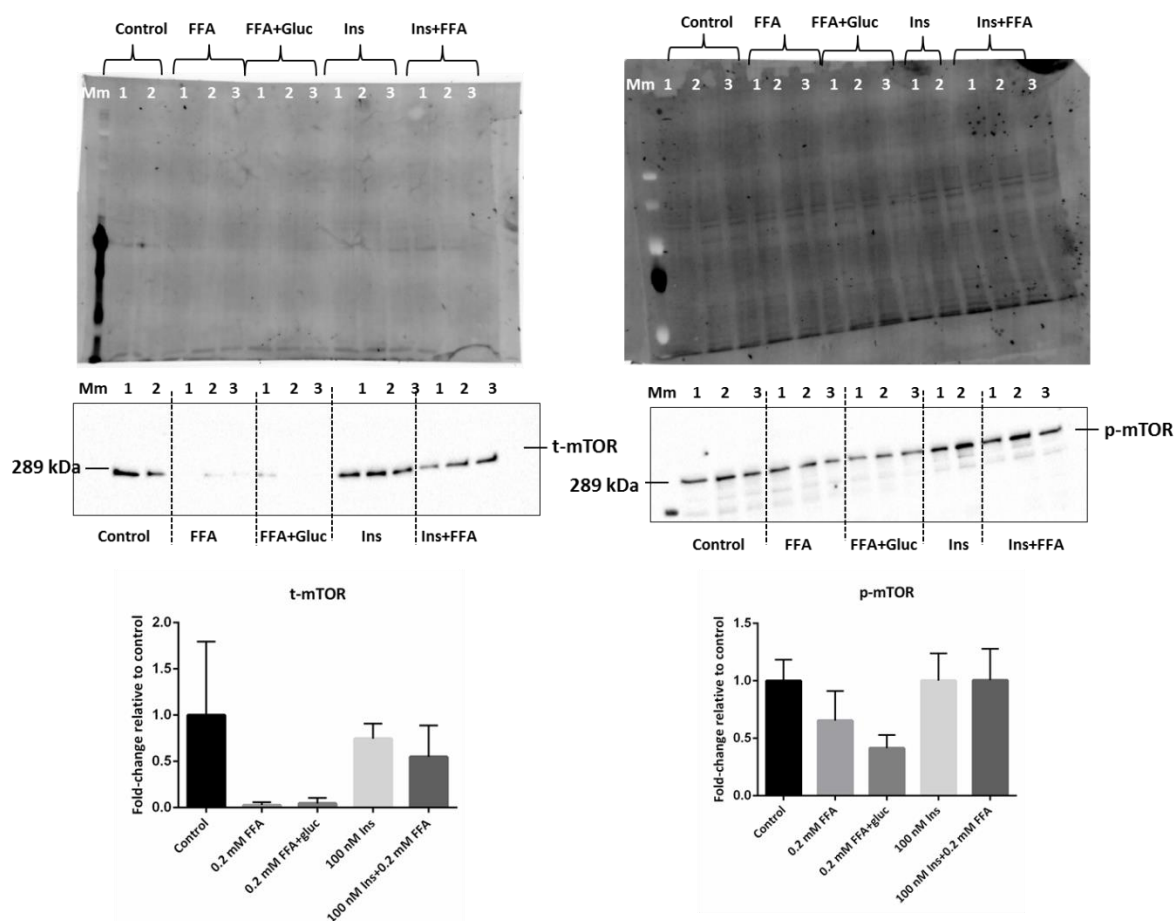 Control FFA FFA+Gluc Ins Ins+FFA
Mm 1 2 1 2 3 1 2 3 1 2 3 1 2 3
Mm 1 2 3 1 2 3 1 2 3 1 2 3 1 2 3
t-mTOR
289 kDa
Control FFA FFA+Gluc Ins Ins+FFA
t-mTOR
Fold-change relative to control
2.0
1.5
1.0
0.5
0.0
Control
0.2 mM FFA
0.2 mM FFA+gluc
100 nM Ins
100 nM Ins+0.2 mM FFA
Control FFA FFA+Gluc Ins Ins+FFA
Mm 1 2 3 1 2 3 1 2 3 1 2 1 2 3
Mm 1 2 3 1 2 3 1 2 3 1 2 1 2 3
p-mTOR
289 kDa
Control FFA FFA+Gluc Ins Ins+FFA
p-mTOR
Fold-change relative to control
1.5
1.0
0.5
0.0
Control
0.2 mM FFA
0.2 mM FFA+gluc
100 nM Ins
100 nM Ins+0.2 mM FFA